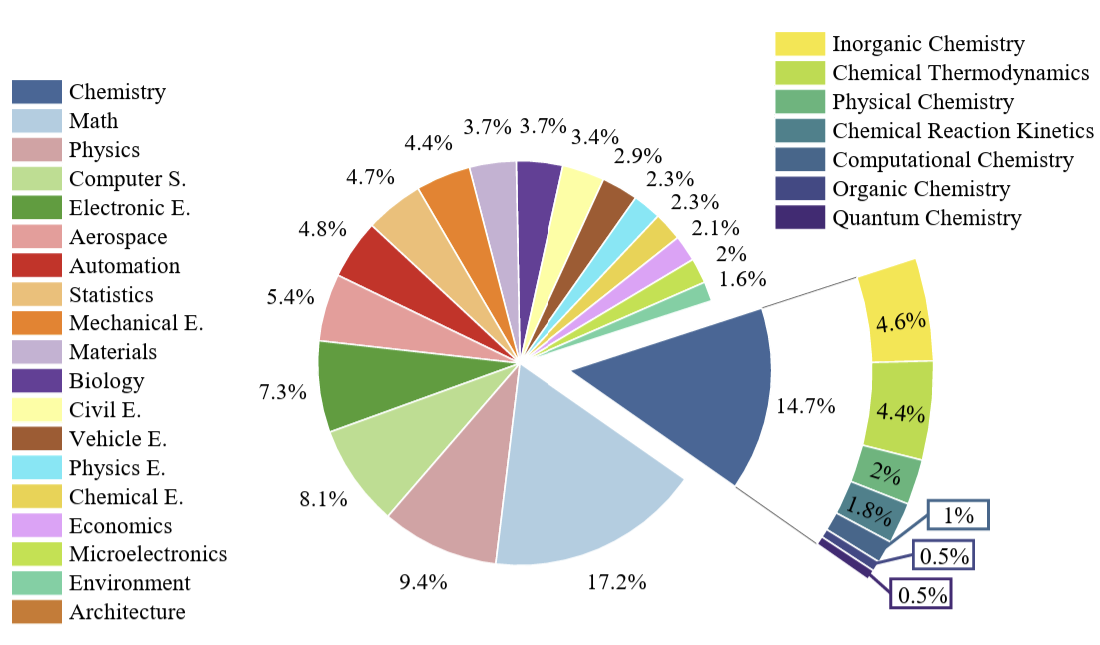 Chemistry
Math
Physics
Computer S.
Electronic E.
Aerospace
Automation
Statistics
Mechanical E.
Materials
Biology
Civil E.
Vehicle E.
Physics E.
Chemical E.
Economics
Microelectronics
Environment
Architecture
3.7%
3.7%
3.4%
2.9%
2.3%
2.3%
2.1%
2%
1.6%
4.4%
4.7%
4.8%
5.4%
7.3%
8.1%
9.4%
17.2%
14.7%
Inorganic Chemistry
Chemical Thermodynamics
Physical Chemistry
Chemical Reaction Kinetics
Computational Chemistry
Organic Chemistry
Quantum Chemistry
4.6%
4.4%
2%
1.8%
1%
0.5%
0.5%